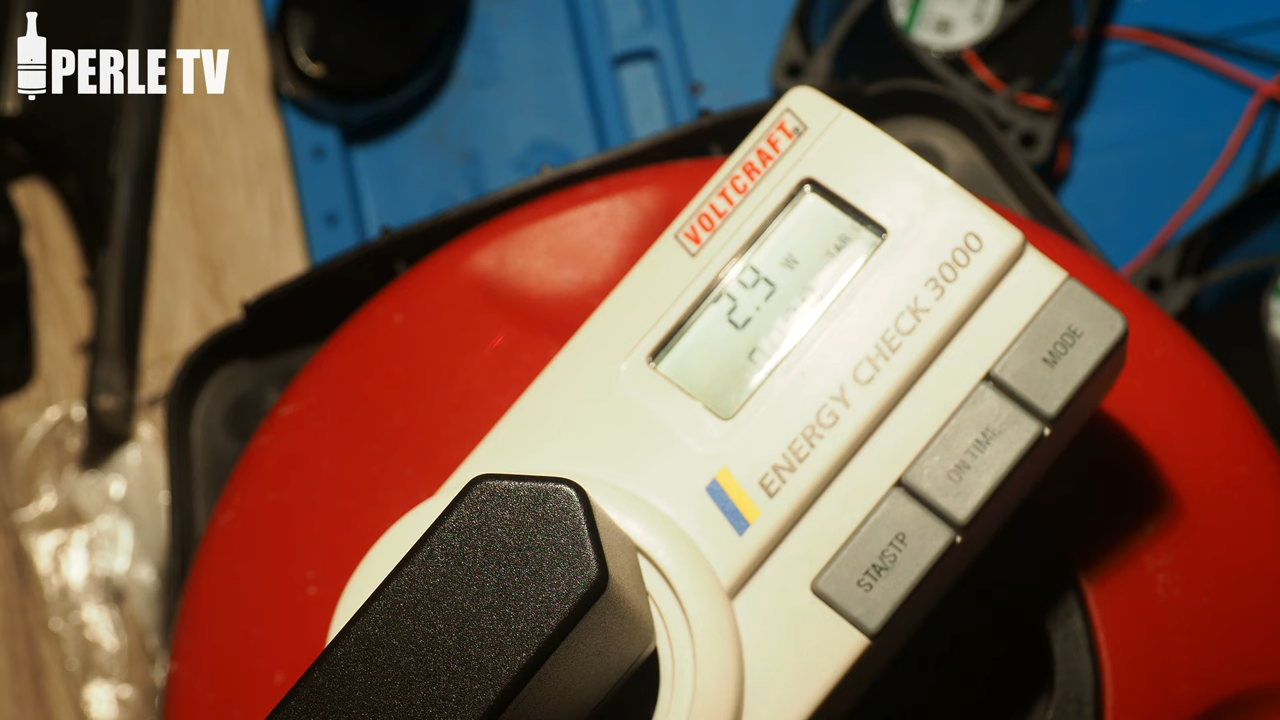 PERLE TV
VOLTCRAFT
2.9 W
ENERGY CHECK 3000
MODE
ON TIME
STA/STP